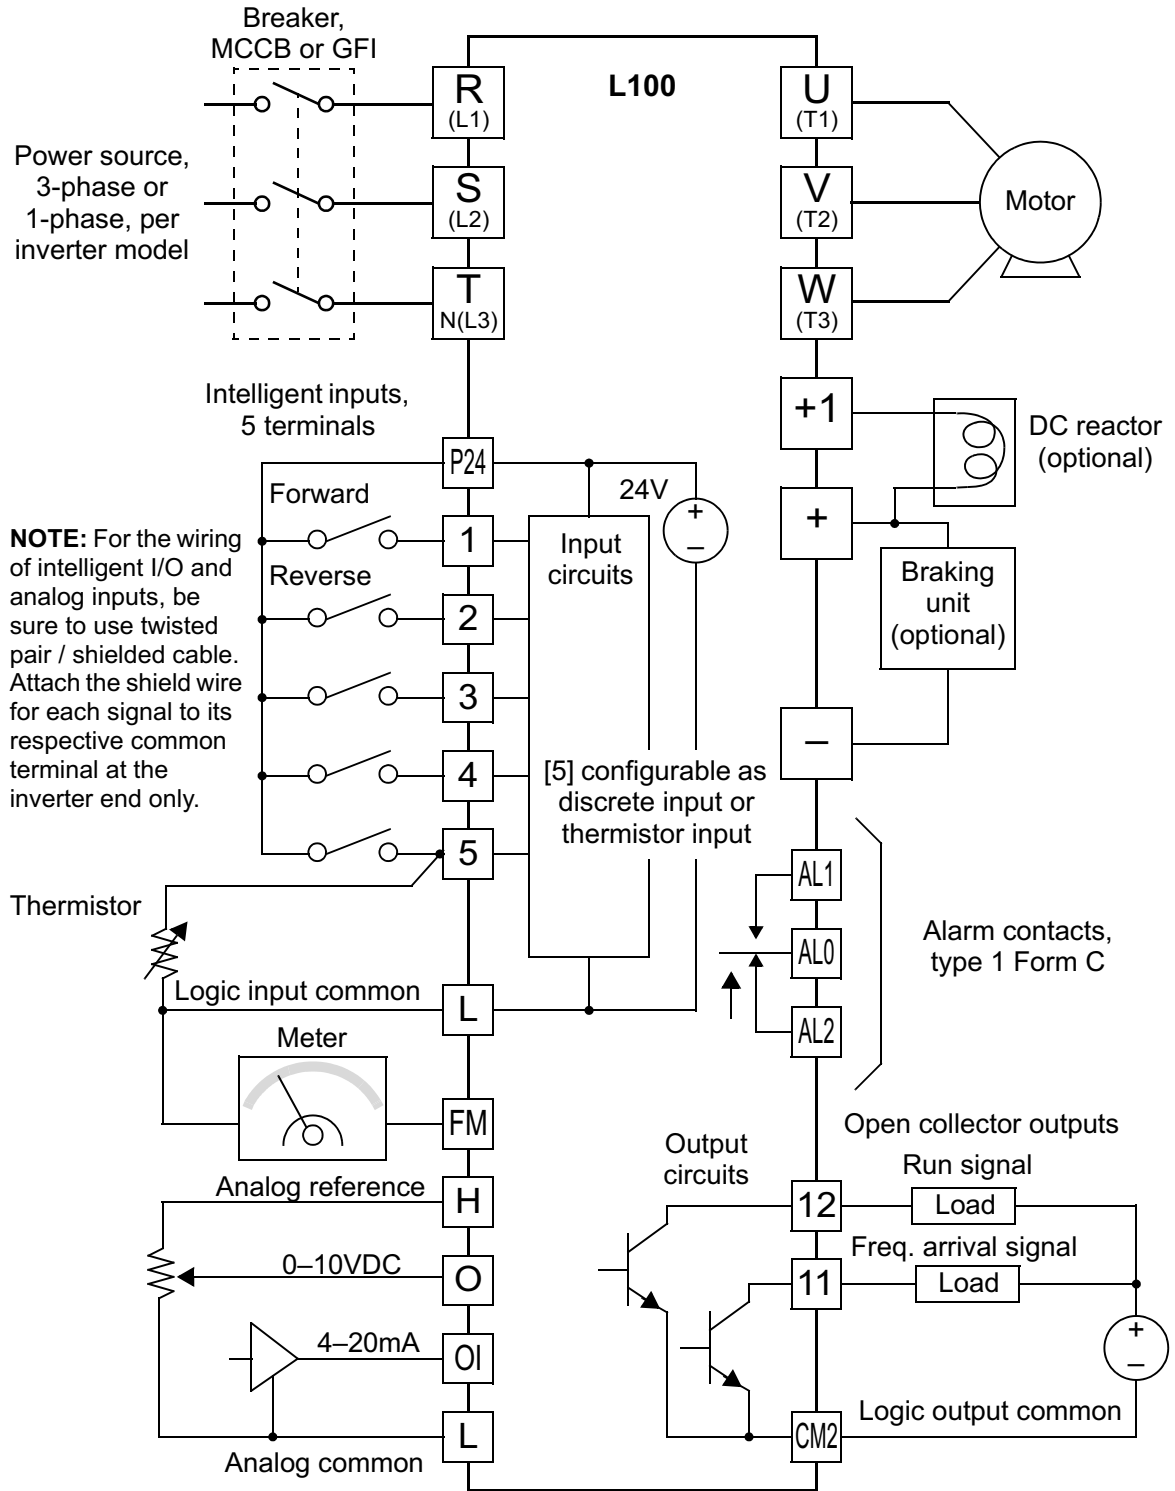 Breaker,
MCCB or GFI
L100
R
(L1)
S
(L2)
T
N(L3)
U
(T1)
V
(T2)
W
(T3)
Motor
Power source,
3-phase or
1-phase, per
inverter model
+1
+
–
DC reactor
(optional)
Braking
unit
(optional)
Intelligent inputs,
5 terminals
P24
Forward
1
Reverse
2
3
4
5
24V
+
–
Input
circuits
[5] configurable as
discrete input or
thermistor input
NOTE: For the wiring
of intelligent I/O and
analog inputs, be
sure to use twisted
pair / shielded cable.
Attach the shield wire
for each signal to its
respective common
terminal at the
inverter end only.
Thermistor
Logic input common
L
Meter
FM
Analog reference
H
0–10VDC
O
4–20mA
OI
L
Analog common
AL1
AL0
AL2
Alarm contacts,
type 1 Form C
Open collector outputs
Output
circuits
Run signal
12
Load
Freq. arrival signal
11
Load
+
–
Logic output common
CM2